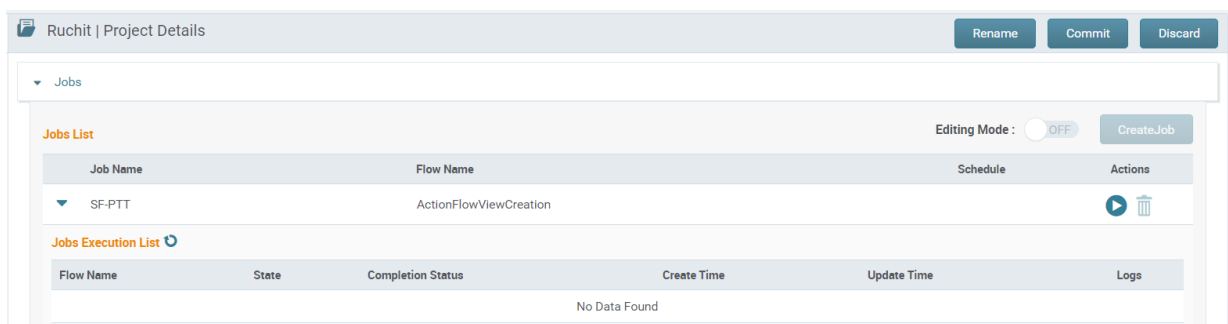 Ruchit | Project Details
Rename Commit Discard
Jobs
Jobs List Editing Mode : OFF CreateJob
Job Name Flow Name Schedule Actions
SF-PTT ActionFlowViewCreation
Jobs Execution List
Flow Name State Completion Status Create Time Update Time Logs
No Data Found